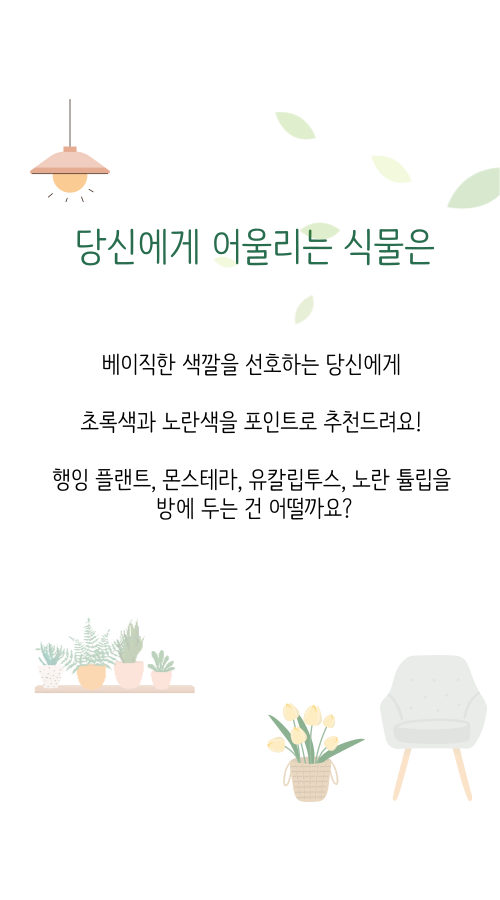 당신에게 어울리는 식물은
베이직한 색깔을 선호하는 당신에게
초록색과 노란색을 포인트로 추천드려요!
행잉 플랜트, 몬스테라, 유칼립투스, 노란 튤립을
방에 두는 건 어떨까요?